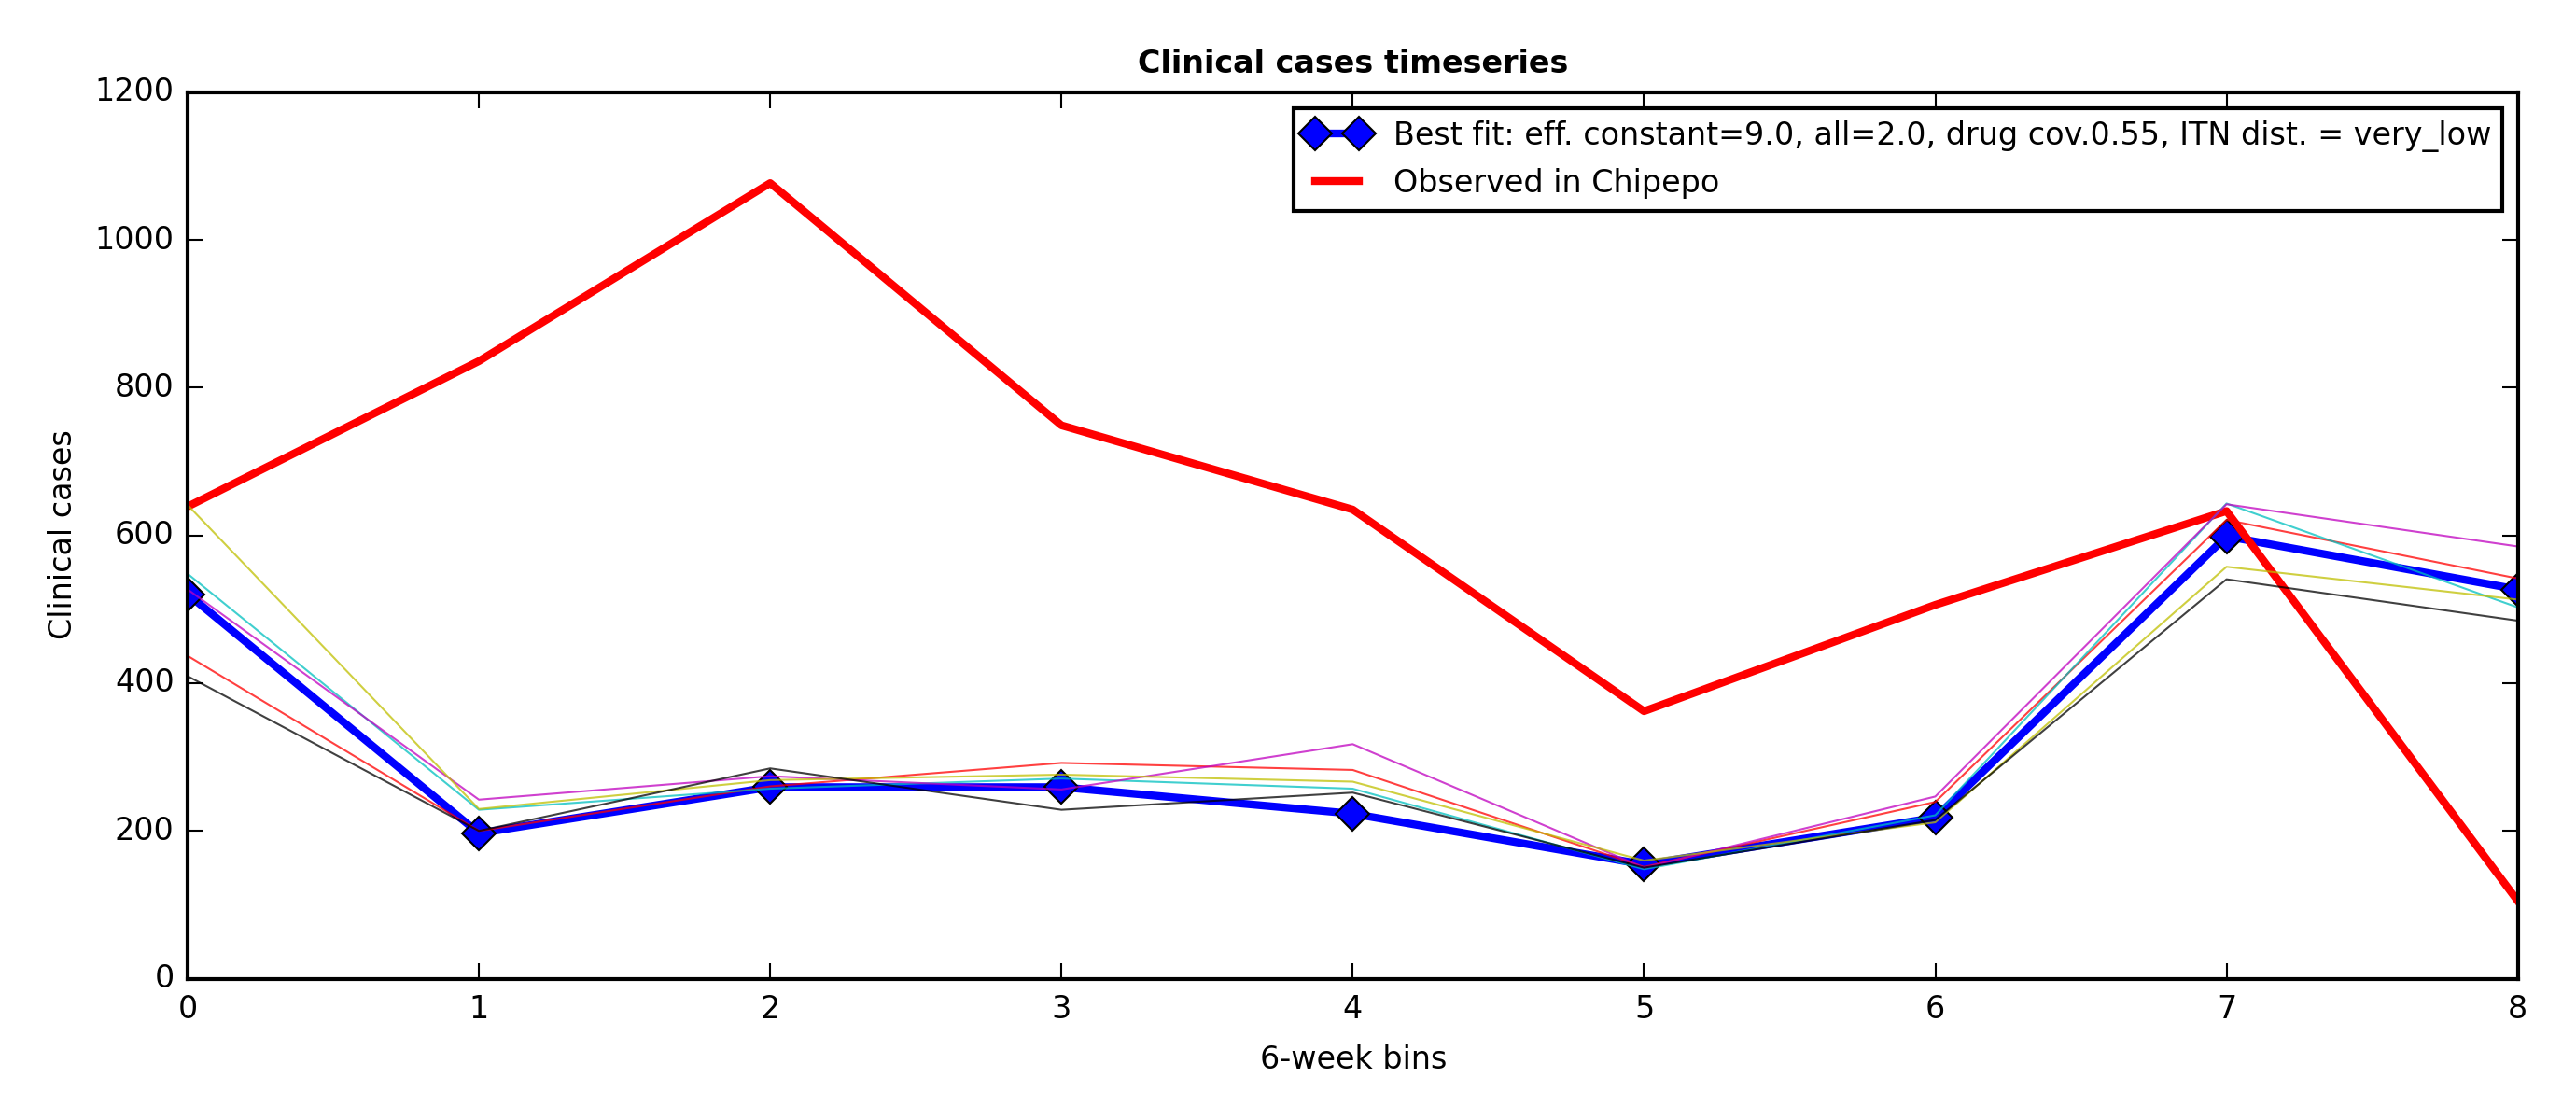 Clinical cases timeseries
1200
1000
800
600
400
200
0
Clinical cases
Best fit: eff. constant=9.0, all=2.0, drug cov.0.55, ITN dist. = very_low
Observed in Chipepo
0 1 2 3 4 5 6 7 8
6-week bins